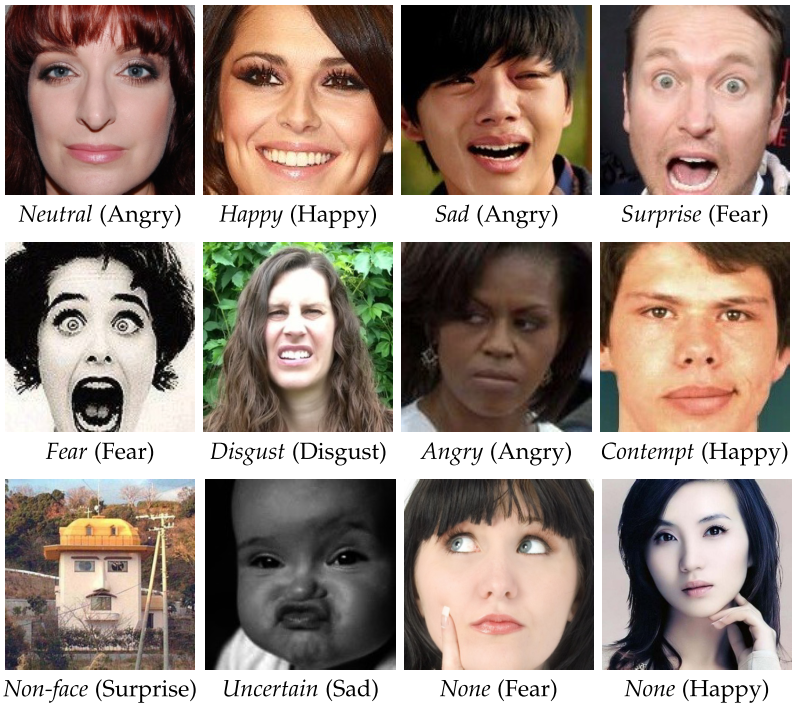 Neutral (Angry) Happy (Happy) Sad (Angry) Surprise (Fear)
Fear (Fear) Disgust (Disgust) Angry (Angry) Contempt (Happy)
Non-face (Surprise) Uncertain (Sad) None (Fear) None (Happy)